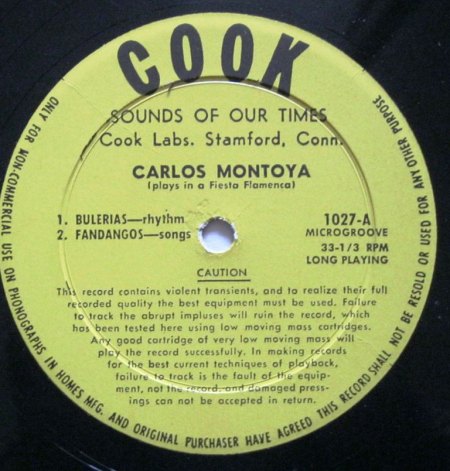 COOK
SOUNDS OF OUR TIMES
Cook Labs. Stamford, Conn.
CARLOS MONTOYA
(plays in a Fiesta Flamenca)
1. BULERIAS—rhythm
2. FANDANGOS—songs
1027-A
MICROGROOVE
33-1/3 RPM
LONG PLAYING
CAUTION
This record contains violent transients, and to realize their full
recorded quality the best equipment must be used. Failure
to track the abrupt impluses will ruin the record, which
has been tested here using low moving mass cartridges.
Any good cartridge of very low moving mass will
play the record successfully. In making records
for the best current techniques of playback,
failure to track is the fault of the equip-
ment, not the record, and damaged press-
ings can not be accepted in return.
ONLY FOR NON-COMMERCIAL USE ON PHONOGRAPHS IN HOMES MFG. AND ORIGINAL PURCHASER HAVE AGREED THIS RECORD SHALL NOT BE RESOLD OR USED FOR ANY OTHER PURPOSE